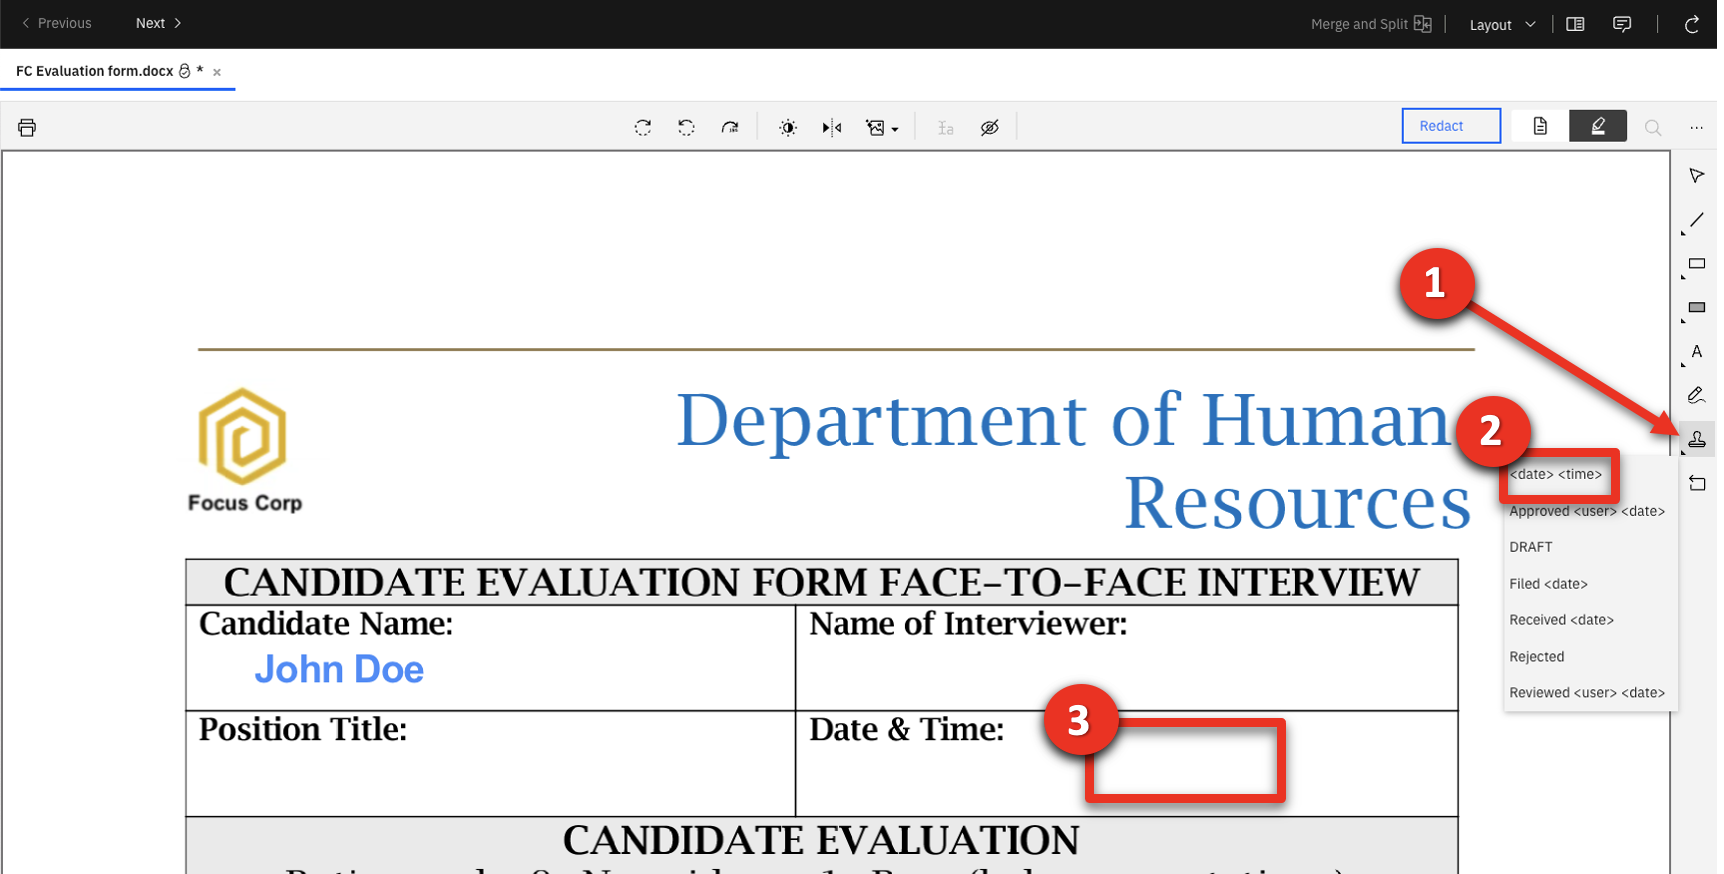 Previous
Next
Merge and Split
Layout
FC Evaluation form.docx * ×
Redact
A
1
2
Department of Human
Resources
Focus Corp
<date> <time>
Approved <user> <date>
DRAFT
Filed <date>
Received <date>
Rejected
Reviewed <user> <date>
CANDIDATE EVALUATION FORM FACE-TO-FACE INTERVIEW
Candidate Name:
Name of Interviewer:
John Doe
Position Title:
Date & Time:
3
CANDIDATE EVALUATION